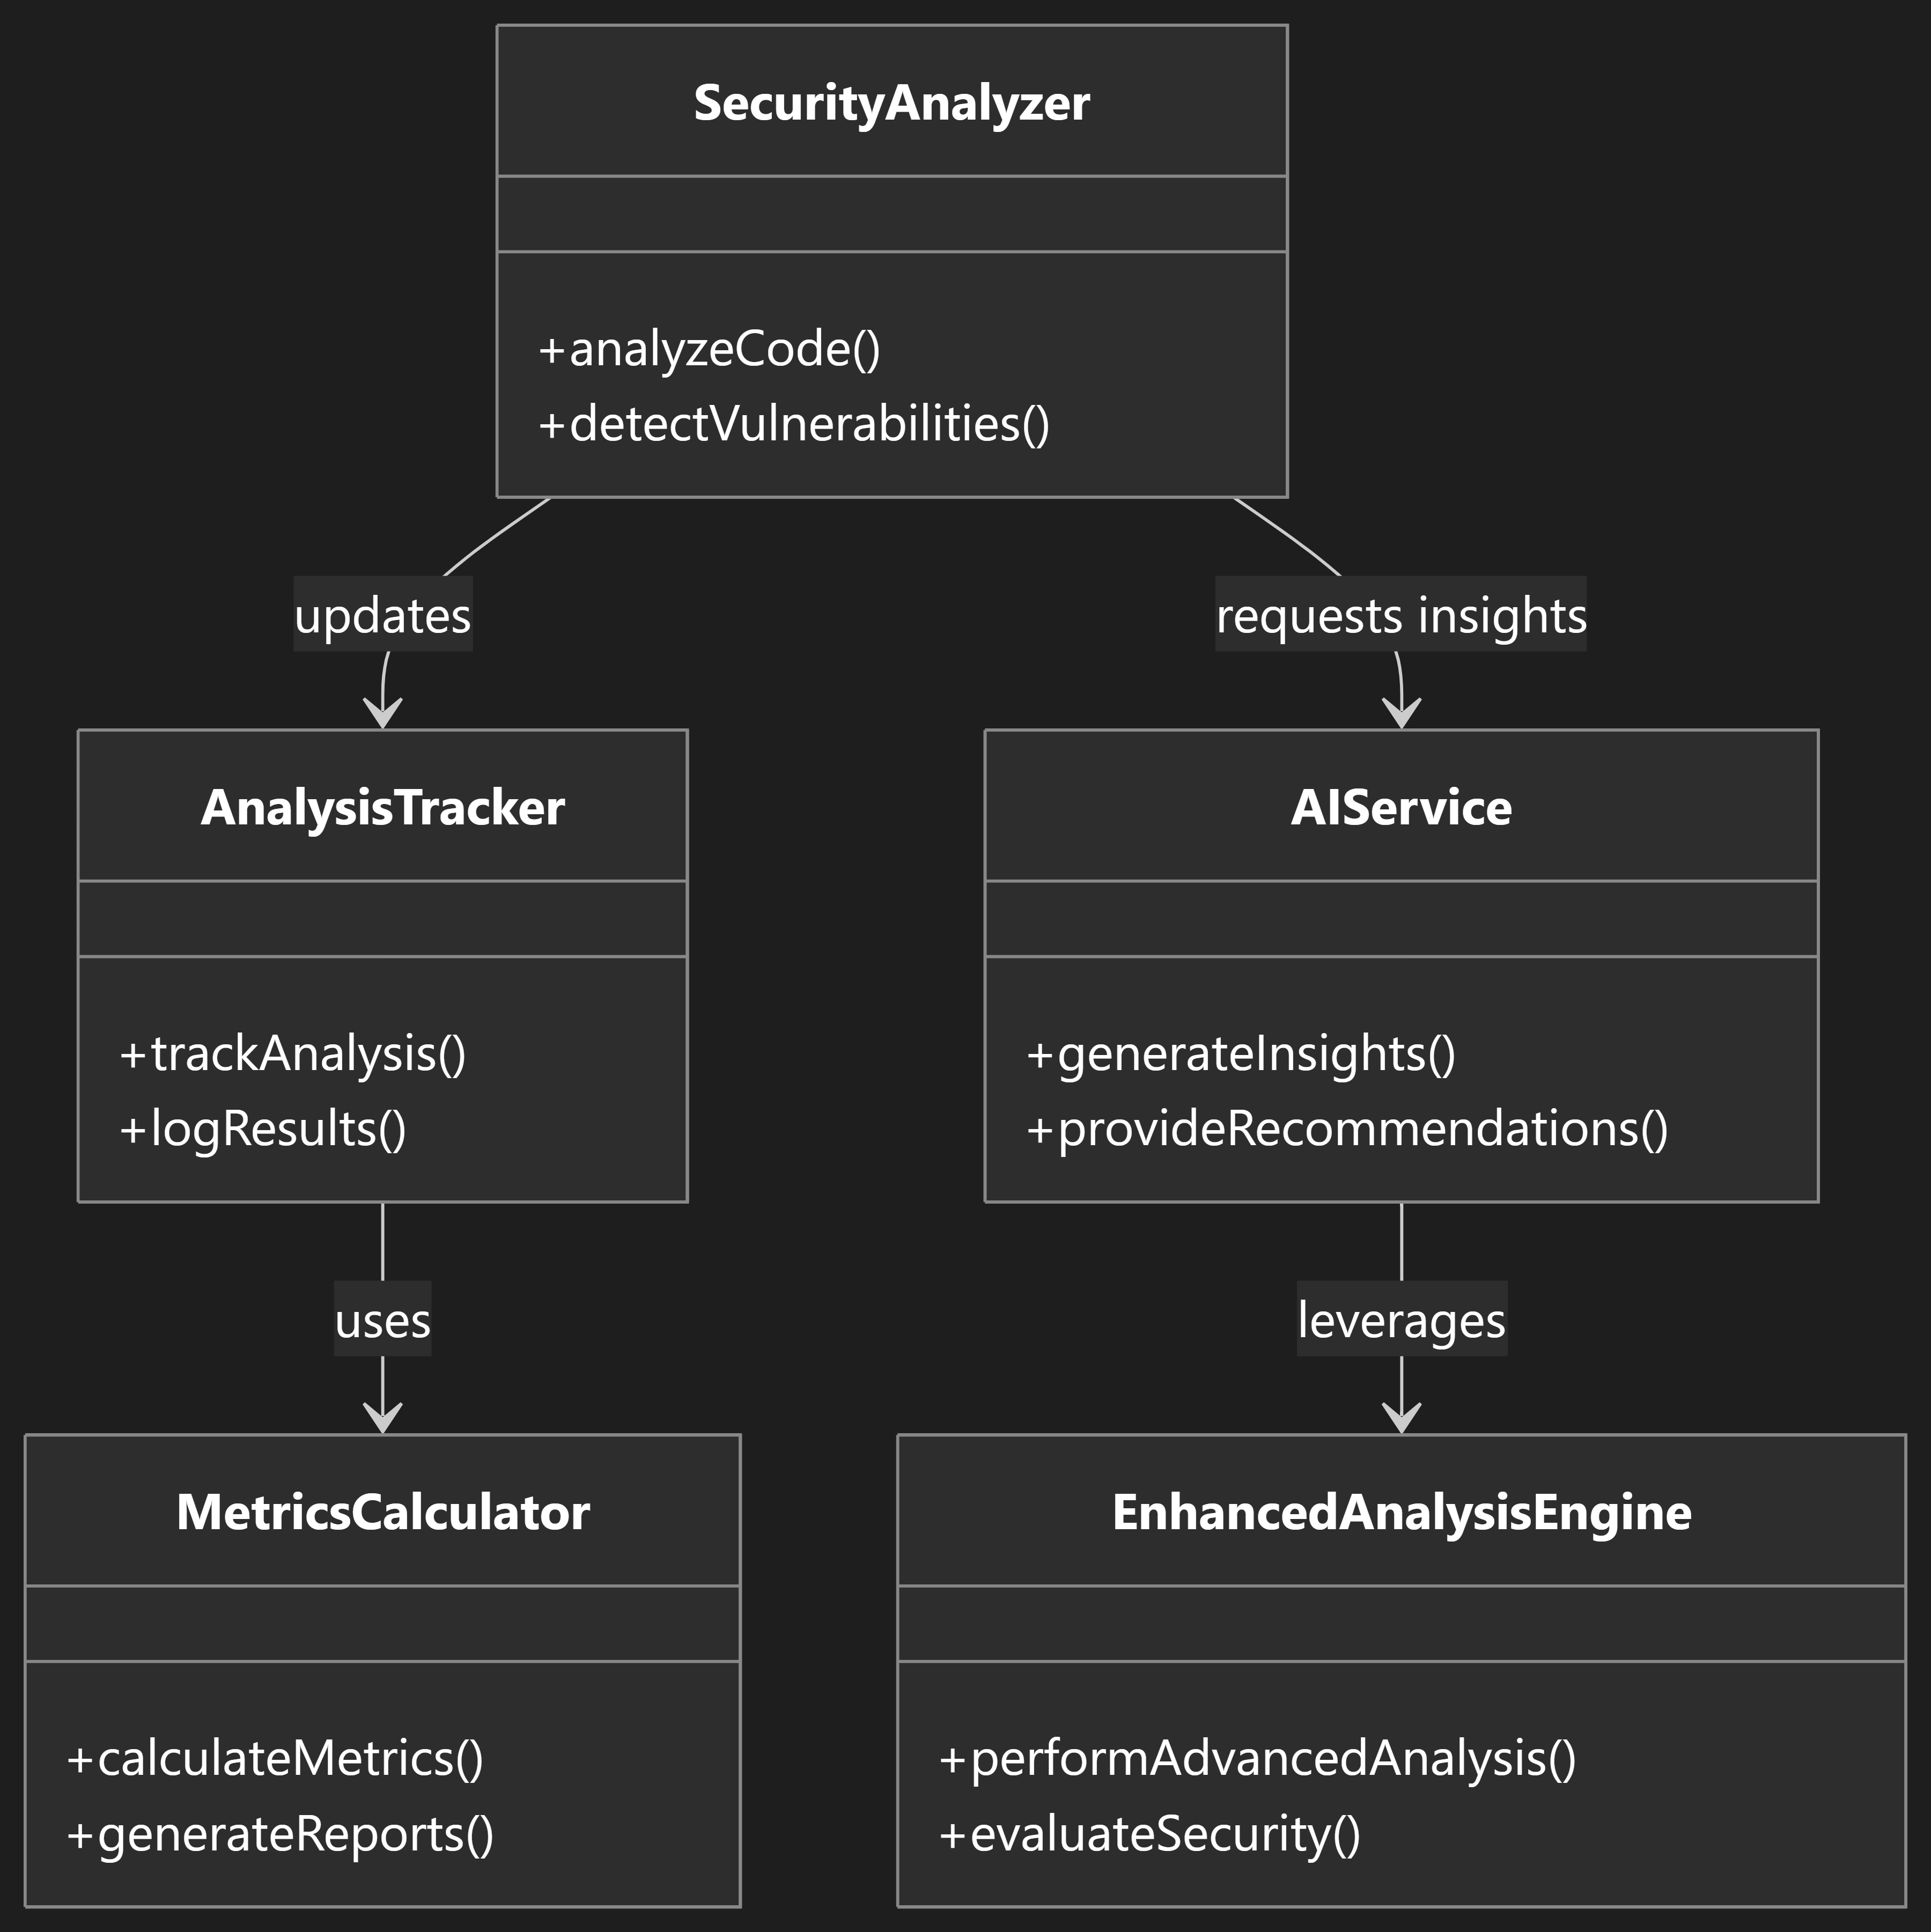 SecurityAnalyzer
+analyzeCode()
+detectVulnerabilities()
updates
requests insights
AnalysisTracker
+trackAnalysis()
+logResults()
AIService
+generateInsights()
+provideRecommendations()
uses
leverages
MetricsCalculator
+calculateMetrics()
+generateReports()
EnhancedAnalysisEngine
+performAdvancedAnalysis()
+evaluateSecurity()